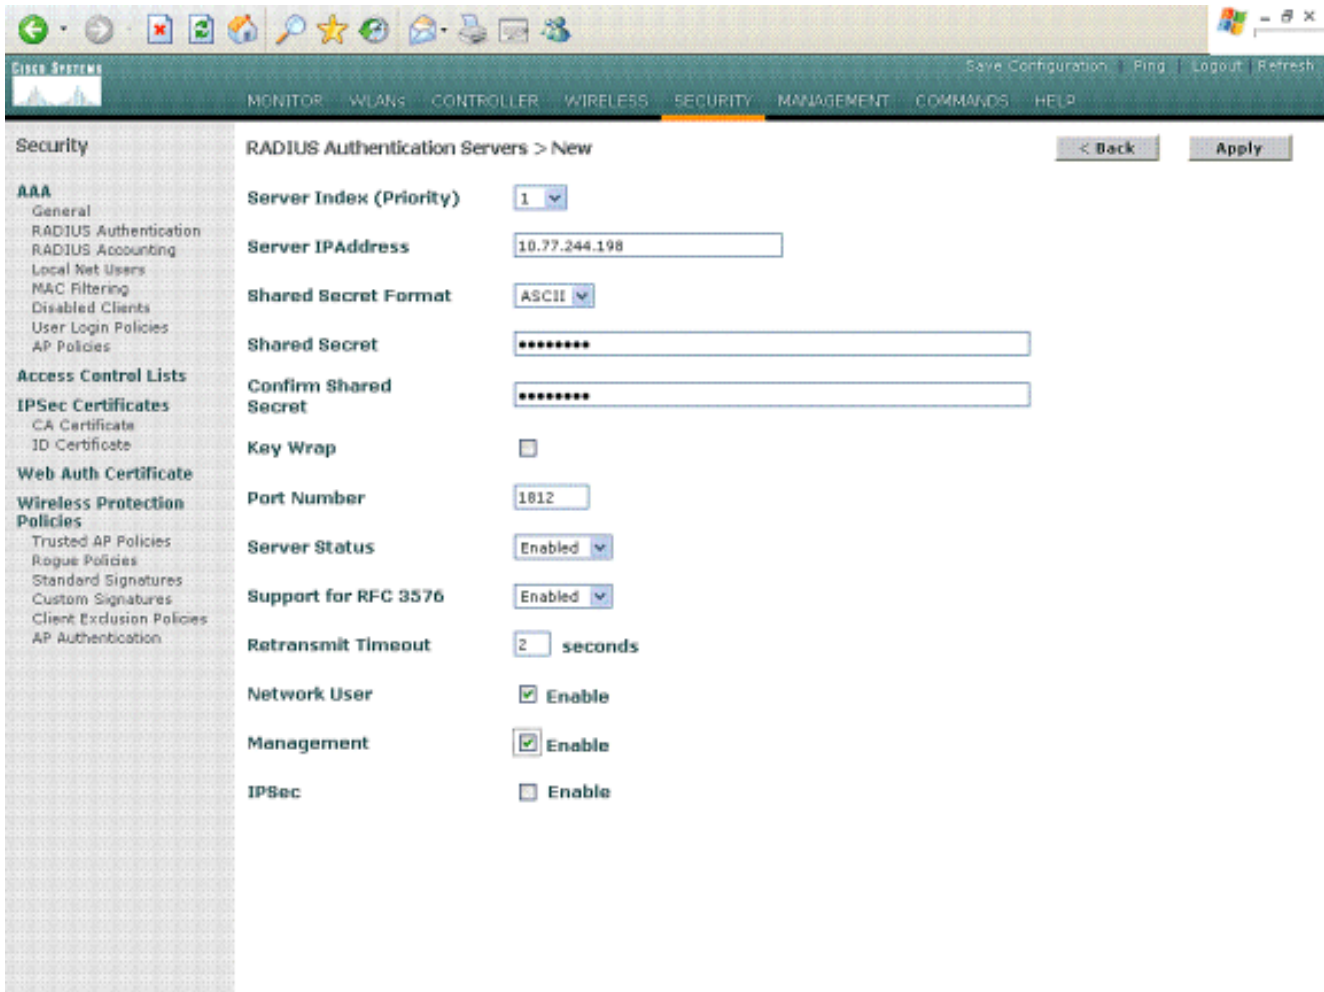 Cisco Systems
Save Configuration | Ping | Logout | Refresh
MONITOR WLANs CONTROLLER WIRELESS SECURITY MANAGEMENT COMMANDS HELP
Security
AAA
General
RADIUS Authentication
RADIUS Accounting
Local Net Users
MAC Filtering
Disabled Clients
User Login Policies
AP Policies
Access Control Lists
IPSec Certificates
CA Certificate
ID Certificate
Web Auth Certificate
Wireless Protection
Policies
Trusted AP Policies
Rogue Policies
Standard Signatures
Custom Signatures
Client Exclusion Policies
AP Authentication
RADIUS Authentication Servers > New
< Back Apply
Server Index (Priority) 1
Server IPAddress 10.77.244.198
Shared Secret Format ASCII
Shared Secret ••••••••
Confirm Shared
Secret ••••••••
Key Wrap
Port Number 1812
Server Status Enabled
Support for RFC 3576 Enabled
Retransmit Timeout 2 seconds
Network User Enable
Management Enable
IPSec Enable